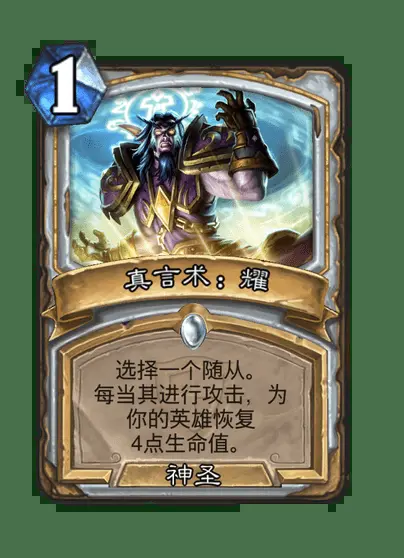 1
真言术：耀
选择一个随从。
每当其进行攻击，为
你的英雄恢复
4点生命值。
神圣